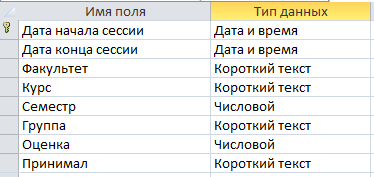 Имя поля Тип данных
Дата начала сессии Дата и время
Дата конца сессии Дата и время
Факультет Короткий текст
Курс Короткий текст
Семестр Числовой
Группа Короткий текст
Оценка Числовой
Принимал Короткий текст